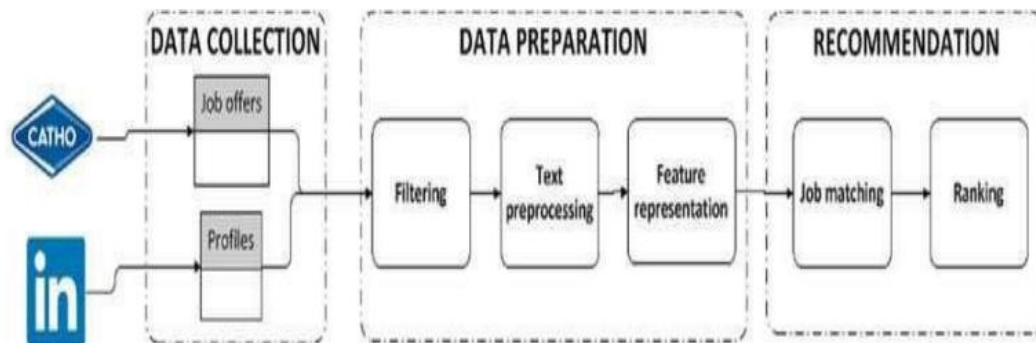 DATA COLLECTION
DATA PREPARATION
RECOMMENDATION
Job offers
CATHO
Filtering
Text
preprocessing
Feature
representation
Job matching
Ranking
Profiles
in